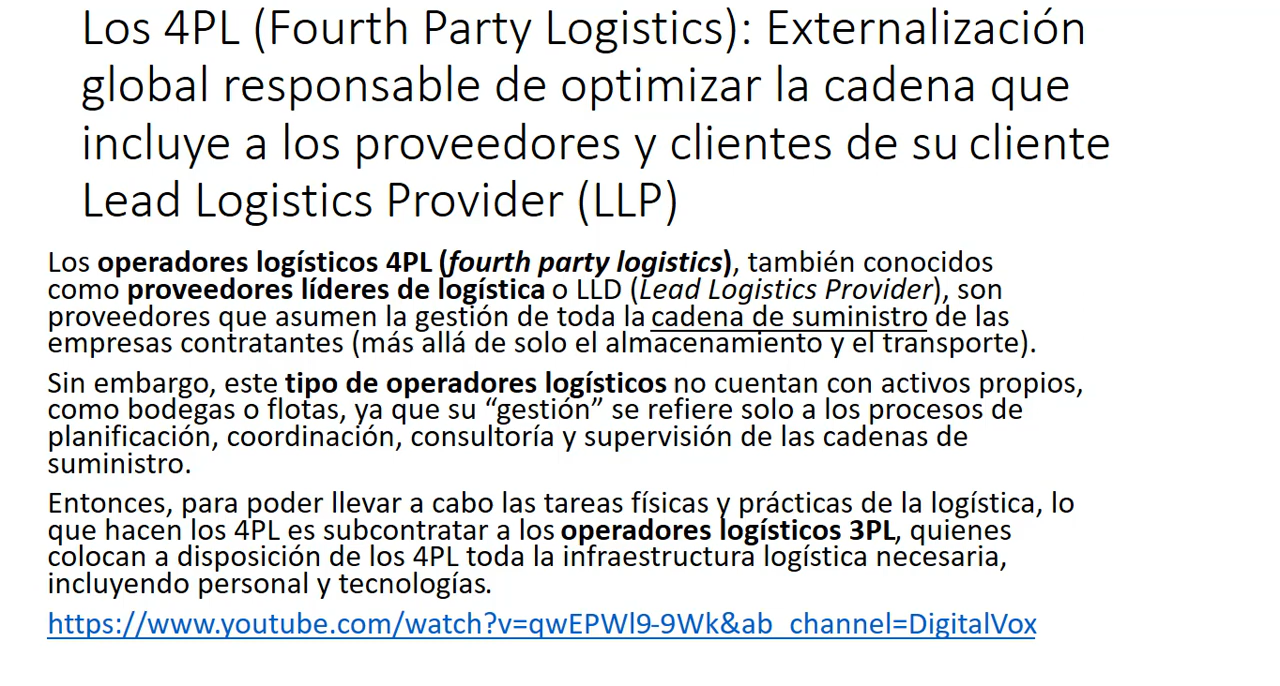 Los 4PL (Fourth Party Logistics): Externalización
global responsable de optimizar la cadena que
incluye a los proveedores y clientes de su cliente
Lead Logistics Provider (LLP)
Los operadores logísticos 4PL (fourth party logistics), también conocidos
como proveedores líderes de logística o LLD (Lead Logistics Provider), son
proveedores que asumen la gestión de toda la cadena de suministro de las
empresas contratantes (más allá de solo el almacenamiento y el transporte).
Sin embargo, este tipo de operadores logísticos no cuentan con activos propios,
como bodegas o flotas, ya que su “gestión” se refiere solo a los procesos de
planificación, coordinación, consultoría y supervisión de las cadenas de
suministro.
Entonces, para poder llevar a cabo las tareas físicas y prácticas de la logística, lo
que hacen los 4PL es subcontratar a los operadores logísticos 3PL, quienes
colocan a disposición de los 4PL toda la infraestructura logística necesaria,
incluyendo personal y tecnologías.
https://www.youtube.com/watch?v=qwEPWl9-9Wk&ab_channel=DigitalVox